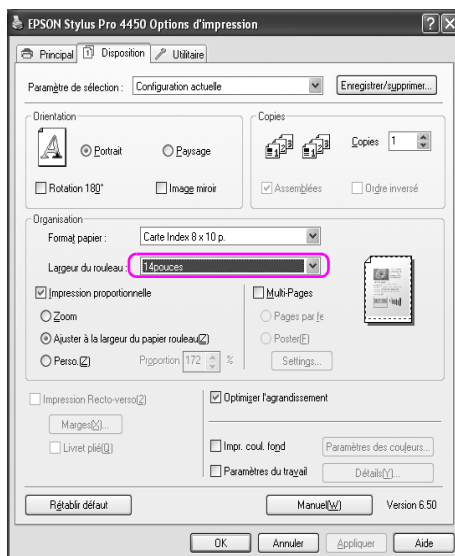 EPSON Stylus Pro 4450 Options d'impression
Principal Disposition Utilitaire
Paramètre de sélection : Configuration actuelle Enregistrer/supprimer...
Orientation Copies
Portrait Paysage Copies 1
Rotation 180° Image miroir Assemblées Ordre inversé
Organisation
Format papier : Carte Index 8 x 10 p.
Largeur du rouleau : 14pouces
Impression proportionnelle Multi-Pages
Zoom Pages par fe
Ajuster à la largeur du papier rouleau(Z) Poster(F)
Perso.(Z) Proportion 172 % Settings...
Impression Recto-verso(2) Optimiser l'agrandissement
Marges(X)...
Livret plié(Q) Impr. coul. fond Paramètres des couleurs...
Paramètres du travail Détails(Y)...
Rétablir défaut Manuel(W) Version 6.50
OK Annuler Appliquer Aide